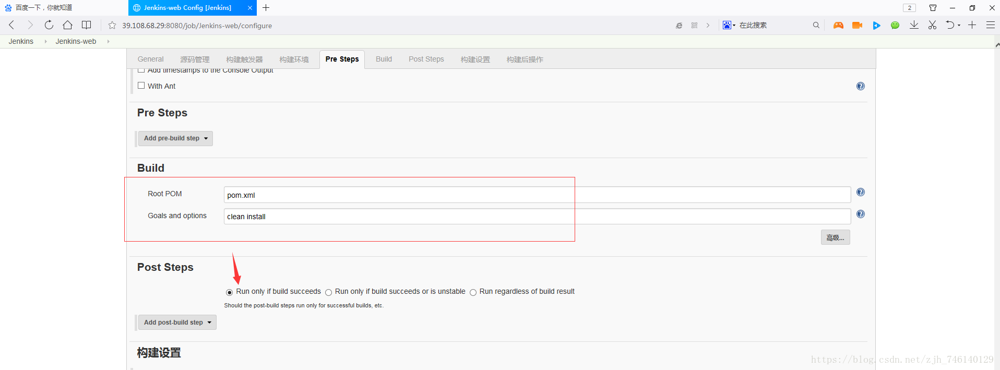 百度一下，你就知道
Jenkins-web Config [Jenkins]
2
39.108.68.29:8080/job/Jenkins-web/configure
在此搜索
Jenkins
Jenkins-web
General
源码管理
构建触发器
构建环境
Pre Steps
Build
Post Steps
构建设置
构建后操作
Add timestamps to the Console Output
With Ant
Pre Steps
Add pre-build step
Build
Root POM
pom.xml
Goals and options
clean install
高级...
Post Steps
Run only if build succeeds
Run only if build succeeds or is unstable
Run regardless of build result
Should the post-build steps run only for successful builds, etc.
Add post-build step
构建设置
https://blog.csdn.net/zjh_746140129